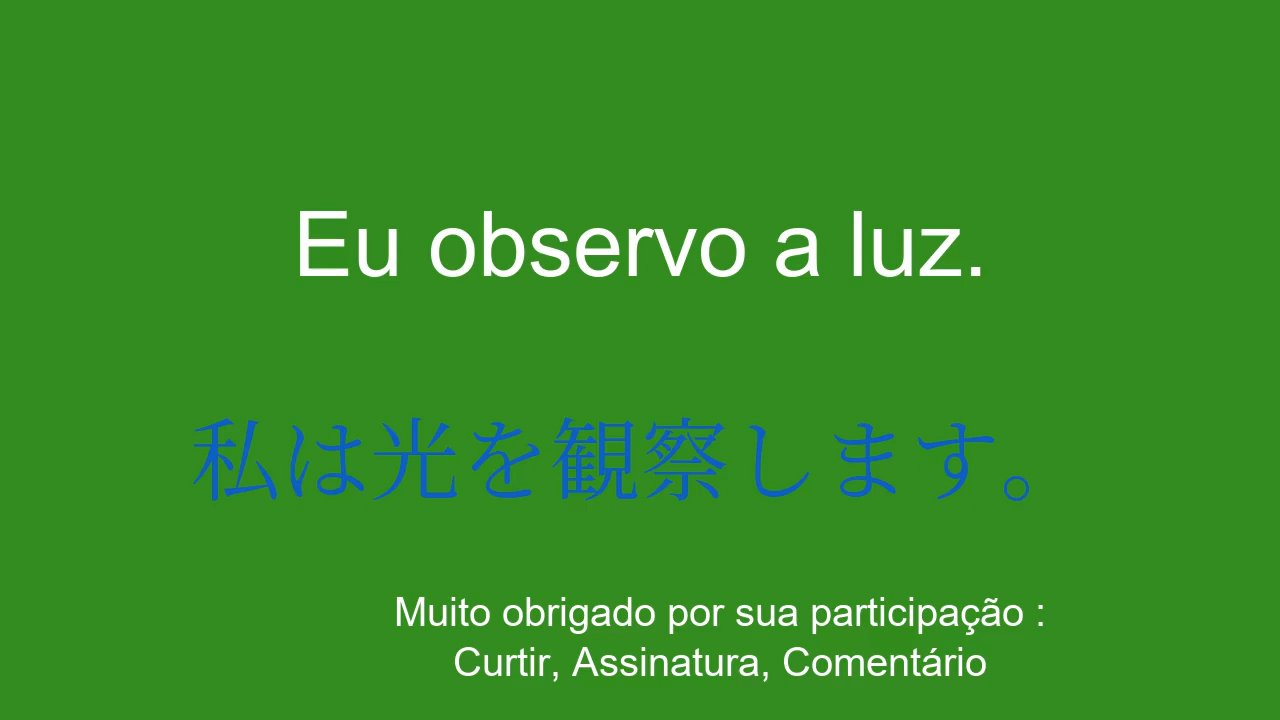 Eu observo a luz.
私は光を観察します。
Muito obrigado por sua participação :
Curtir, Assinatura, Comentário